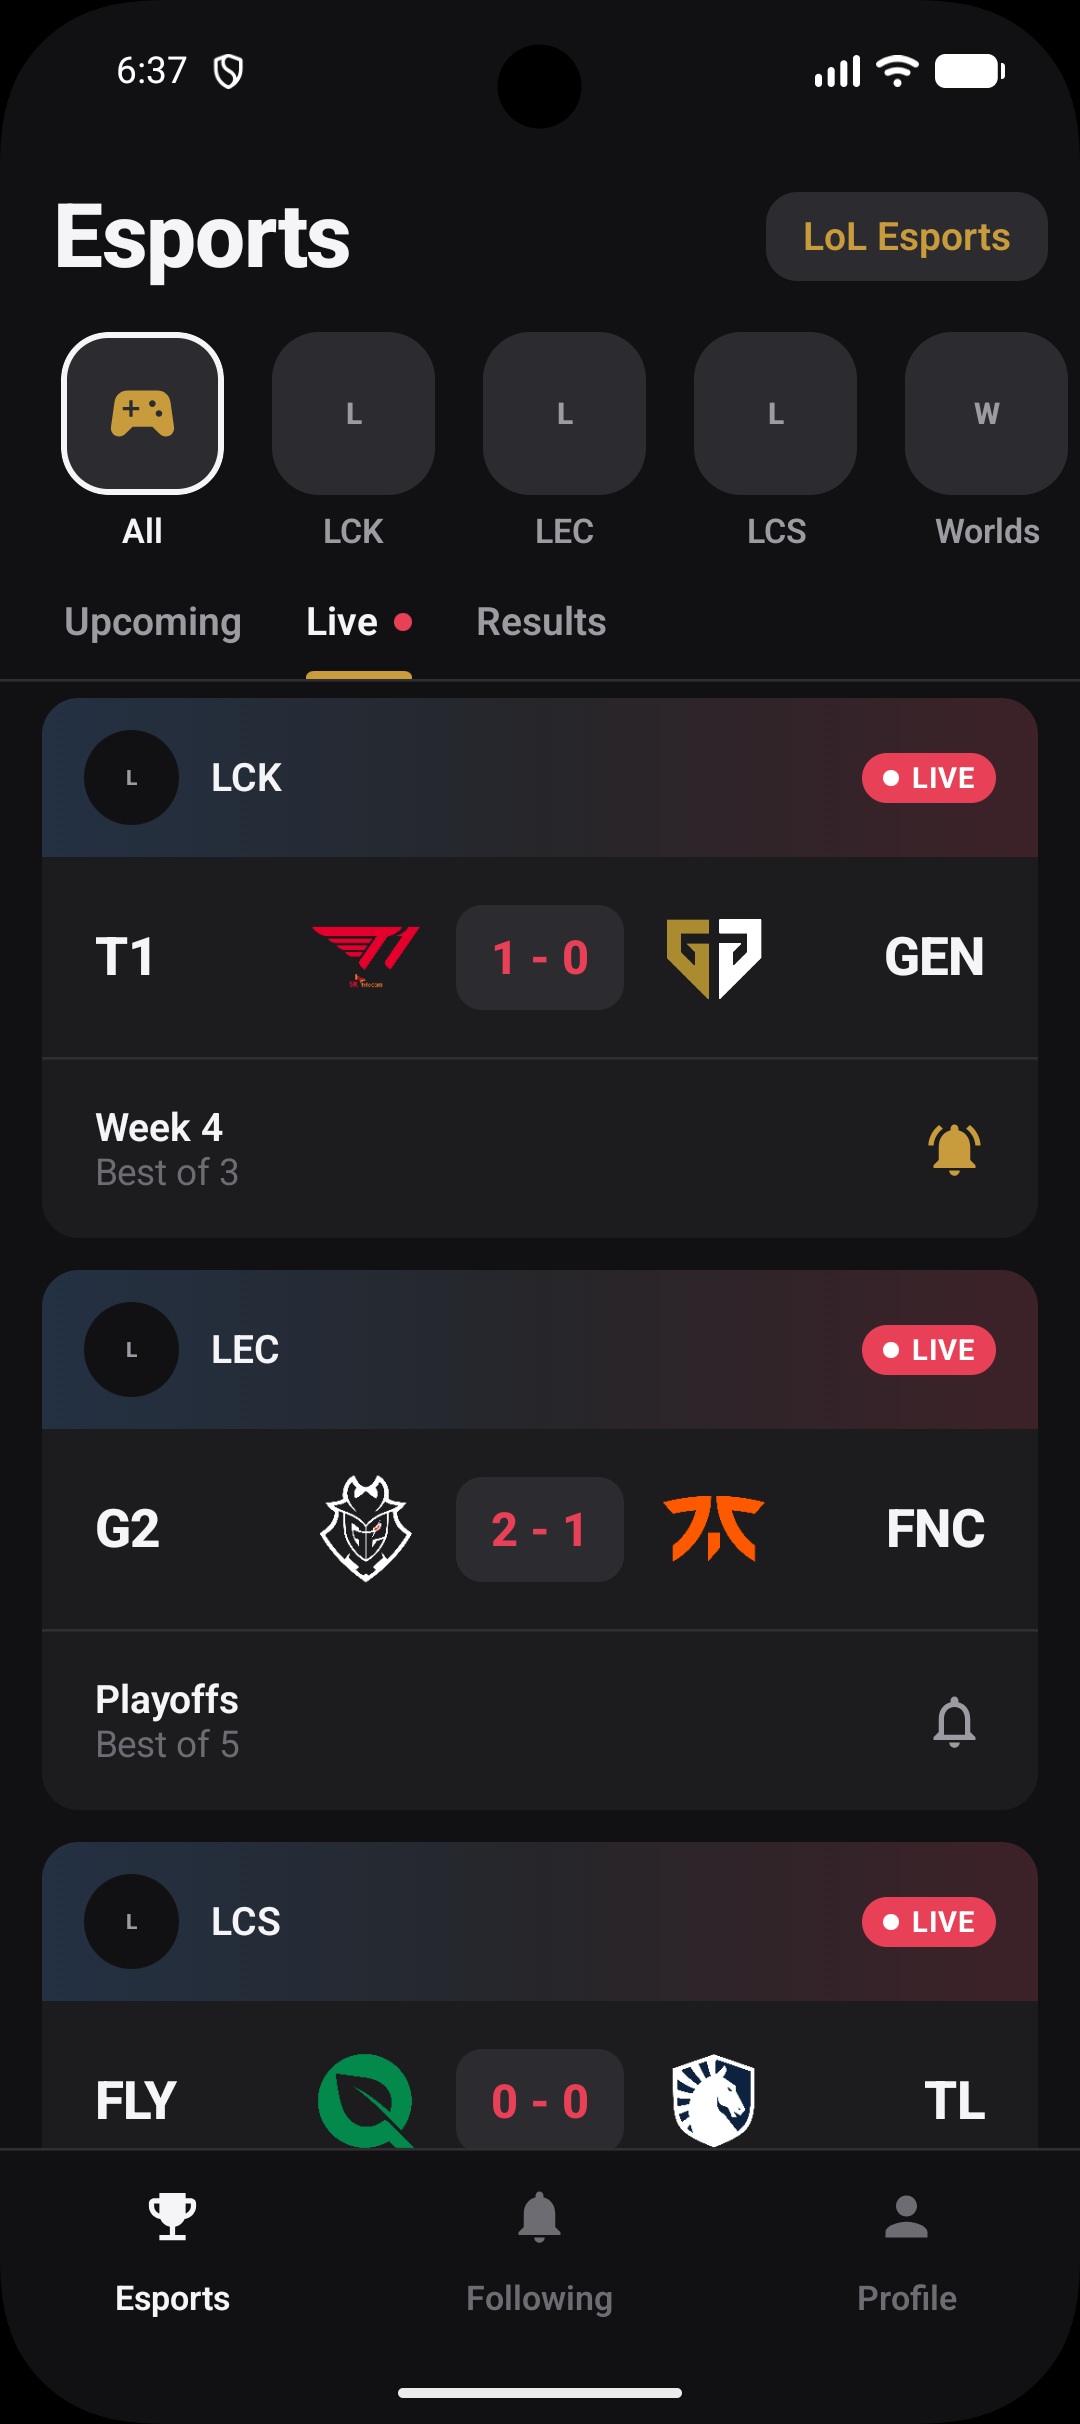 6:37
Esports
LoL Esports
L
L
L
W
All
LCK
LEC
LCS
Worlds
Upcoming
Live
Results
L
LCK
LIVE
T1
1 - 0
GEN
Week 4
Best of 3
L
LEC
LIVE
G2
2 - 1
FNC
Playoffs
Best of 5
L
LCS
LIVE
FLY
0 - 0
TL
Esports
Following
Profile